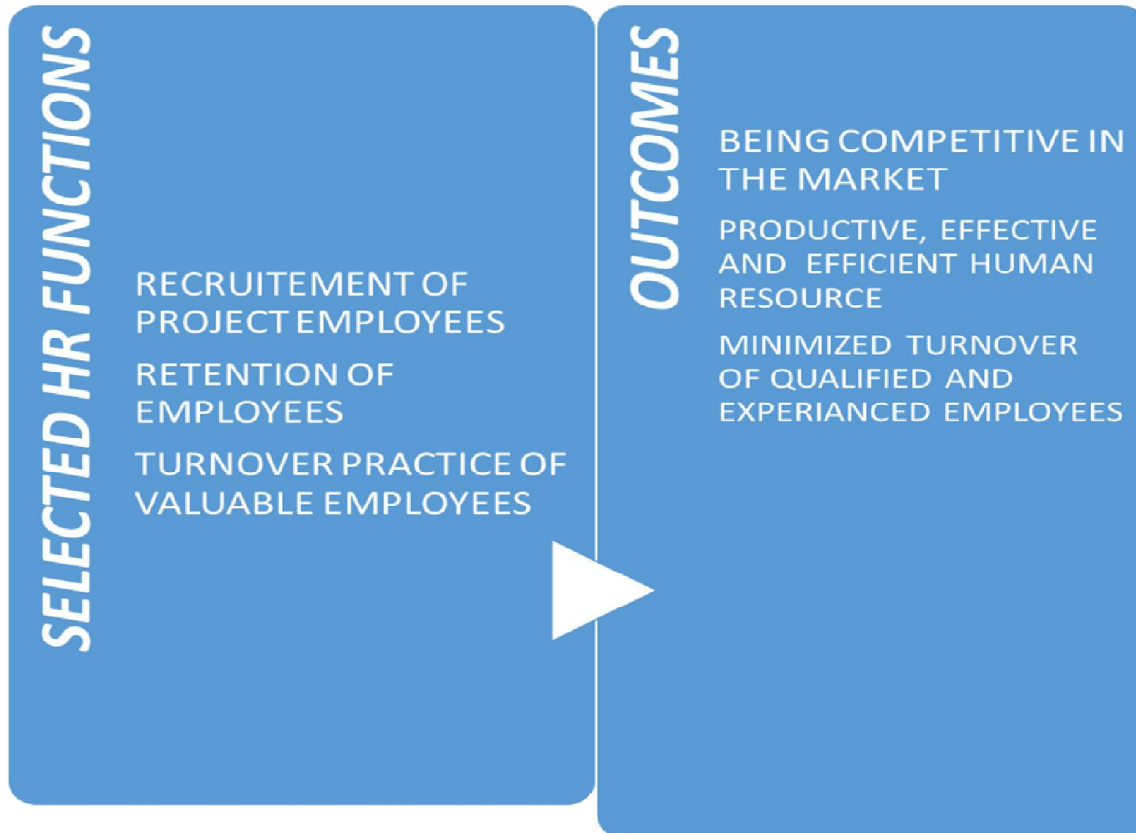 SELECTED HR FUNCTIONS
RECRUITEMENT OF
PROJECT EMPLOYEES
RETENTION OF
EMPLOYEES
TURNOVER PRACTICE OF
VALUABLE EMPLOYEES
OUTCOMES
BEING COMPETITIVE IN
THE MARKET
PRODUCTIVE, EFFECTIVE
AND EFFICIENT HUMAN
RESOURCE
MINIMIZED TURNOVER
OF QUALIFIED AND
EXPERIANCED EMPLOYEES